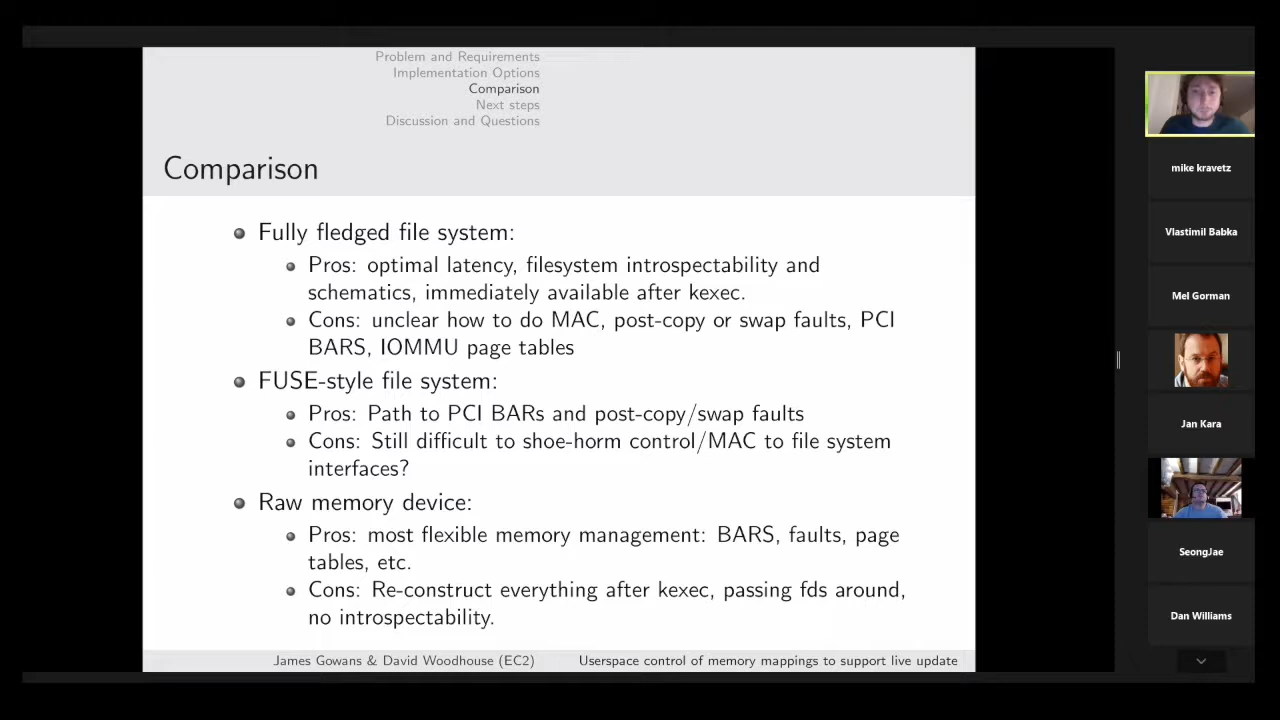 Problem and Requirements
Implementation Options
Comparison
Next steps
Discussion and Questions
Comparison
Fully fledged file system:
Pros: optimal latency, filesystem introspectability and
schematics, immediately available after kexec.
Cons: unclear how to do MAC, post-copy or swap faults, PCI
BARS, IOMMU page tables
FUSE-style file system:
Pros: Path to PCI BARs and post-copy/swap faults
Cons: Still difficult to shoe-horm control/MAC to file system
interfaces?
Raw memory device:
Pros: most flexible memory management: BARS, faults, page
tables, etc.
Cons: Re-construct everything after kexec, passing fds around,
no introspectability.
James Gowans & David Woodhouse (EC2) Userspace control of memory mappings to support live update
mike kravetz
Vlastimil Babka
Mel Gorman
Jan Kara
SeongJae
Dan Williams